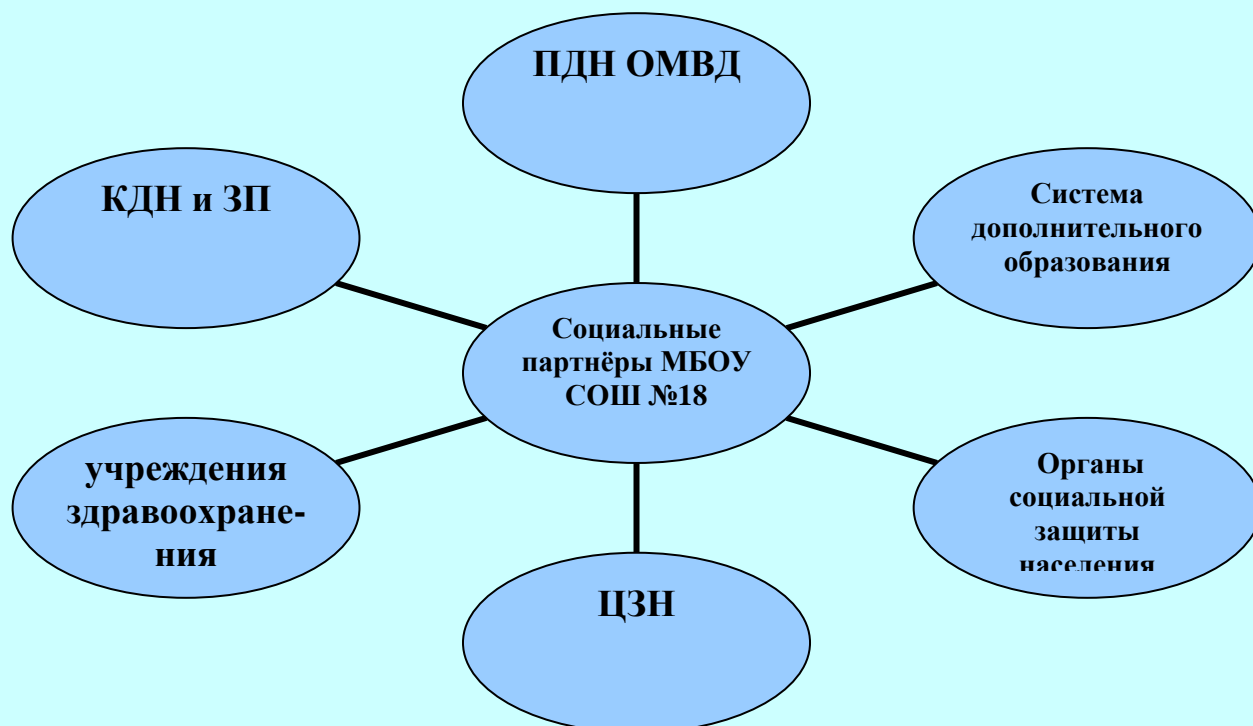 ПДН ОМВД
КДН и ЗП
Система
дополнительного
образования
Социальные
партнёры МБОУ
СОШ №18
учреждения
здравоохране-
ния
Органы
социальной
защиты
населения
ЦЗН